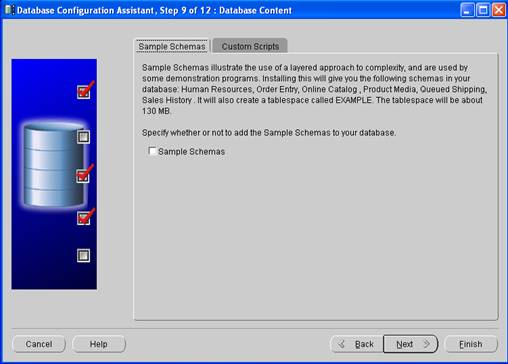 Database Configuration Assistant, Step 9 of 12 : Database Content
Sample Schemas
Custom Scripts
Sample Schemas illustrate the use of a layered approach to complexity, and are used by
some demonstration programs. Installing this will give you the following schemas in your
database: Human Resources, Order Entry, Online Catalog , Product Media, Queued Shipping,
Sales History . It will also create a tablespace called EXAMPLE. The tablespace will be about
130 MB.
Specify whether or not to add the Sample Schemas to your database.
Sample Schemas
Cancel
Help
Back
Next
Finish